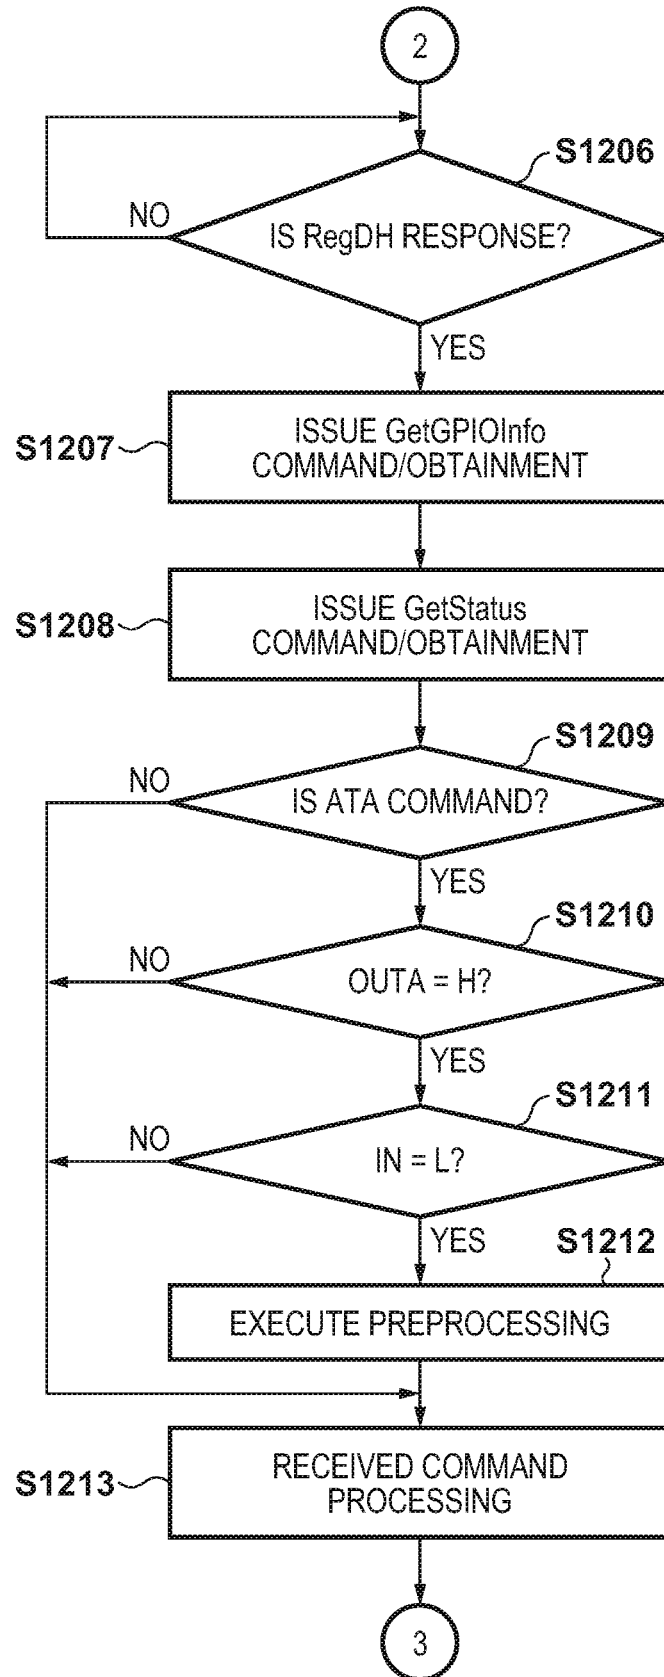 2
S1206
NO
IS RegDH RESPONSE?
YES
S1207
ISSUE GetGPIOInfo
COMMAND/OBTAINMENT
S1208
ISSUE GetStatus
COMMAND/OBTAINMENT
S1209
NO
IS ATA COMMAND?
YES
S1210
NO
OUTA = H?
YES
S1211
NO
IN = L?
YES
S1212
EXECUTE PREPROCESSING
S1213
RECEIVED COMMAND
PROCESSING
3